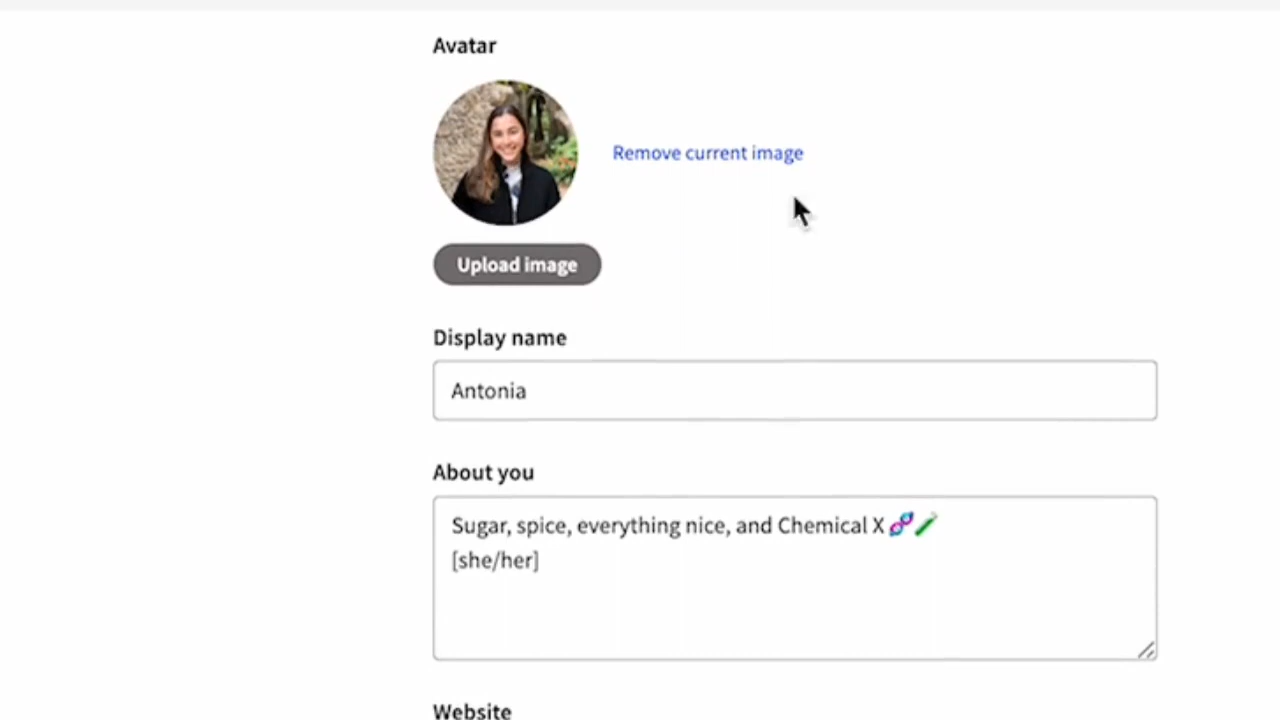 Avatar
Remove current image
Upload image
Display name
Antonia
About you
Sugar, spice, everything nice, and Chemical X 🧬🧪
[she/her]
Website